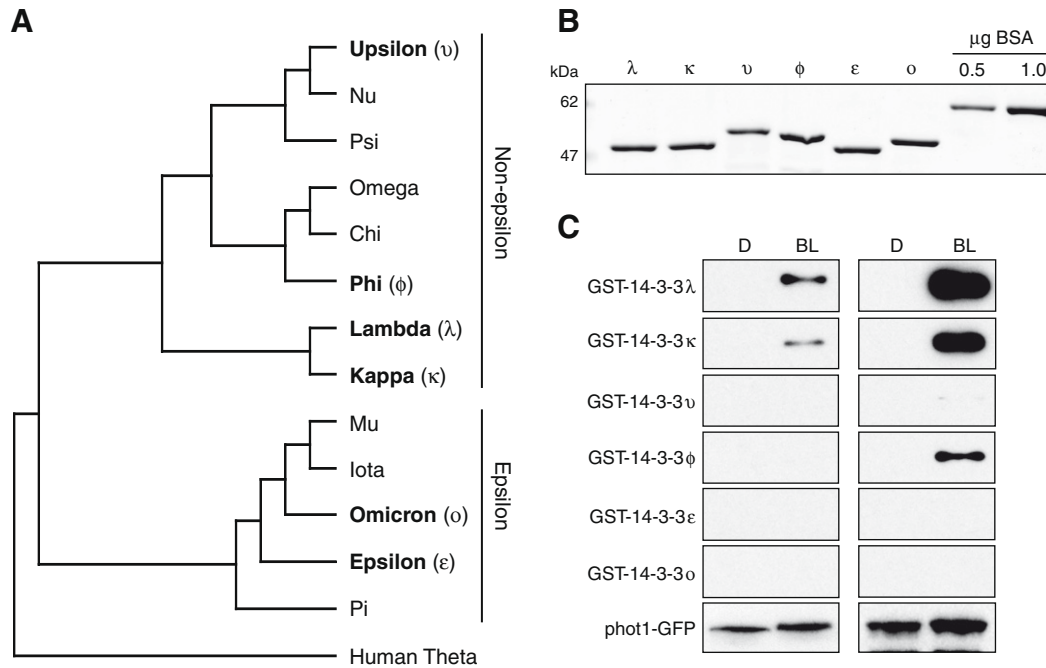 A
Upsilon (υ)
Nu
Psi
Omega
Chi
Phi (ϕ)
Lambda (λ)
Kappa (κ)
Non-epsilon
Mu
Iota
Omicron (ο)
Epsilon (ε)
Pi
Epsilon
Human Theta
B
μg BSA
kDa λ κ υ ϕ ε ο 0.5 1.0
62
47
C
D BL D BL
GST-14-3-3λ
GST-14-3-3κ
GST-14-3-3υ
GST-14-3-3ϕ
GST-14-3-3ε
GST-14-3-3ο
phot1-GFP